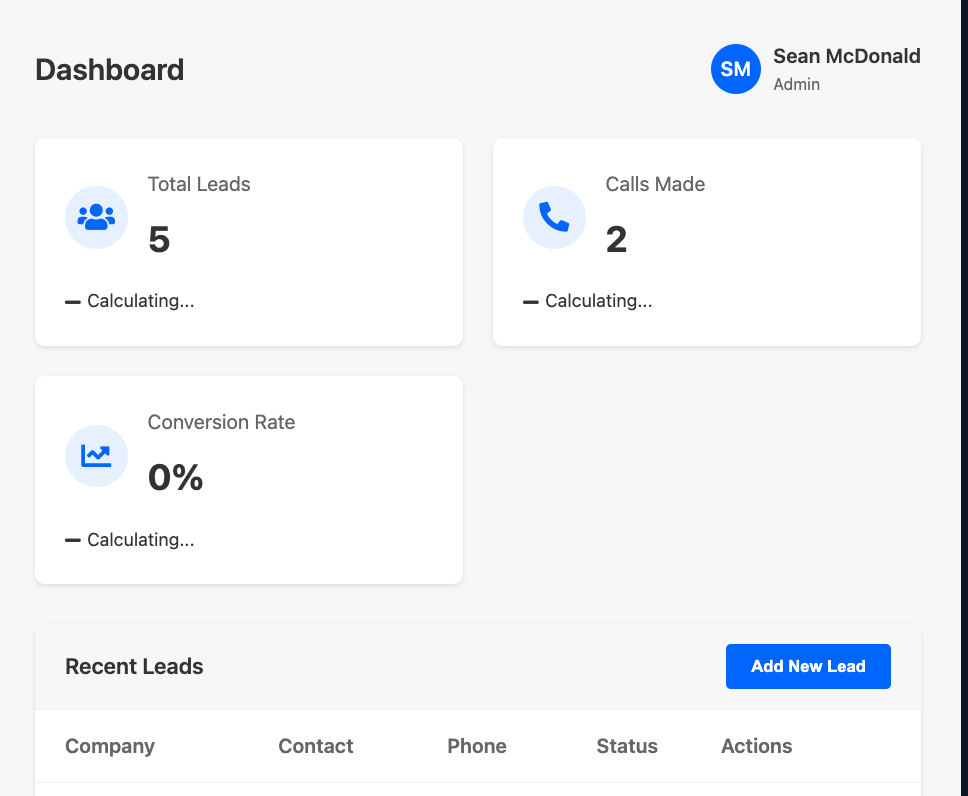 Dashboard
SM
Sean McDonald
Admin
Total Leads
5
Calculating...
Calls Made
2
Calculating...
Conversion Rate
0%
Calculating...
Recent Leads
Add New Lead
Company Contact Phone Status Actions